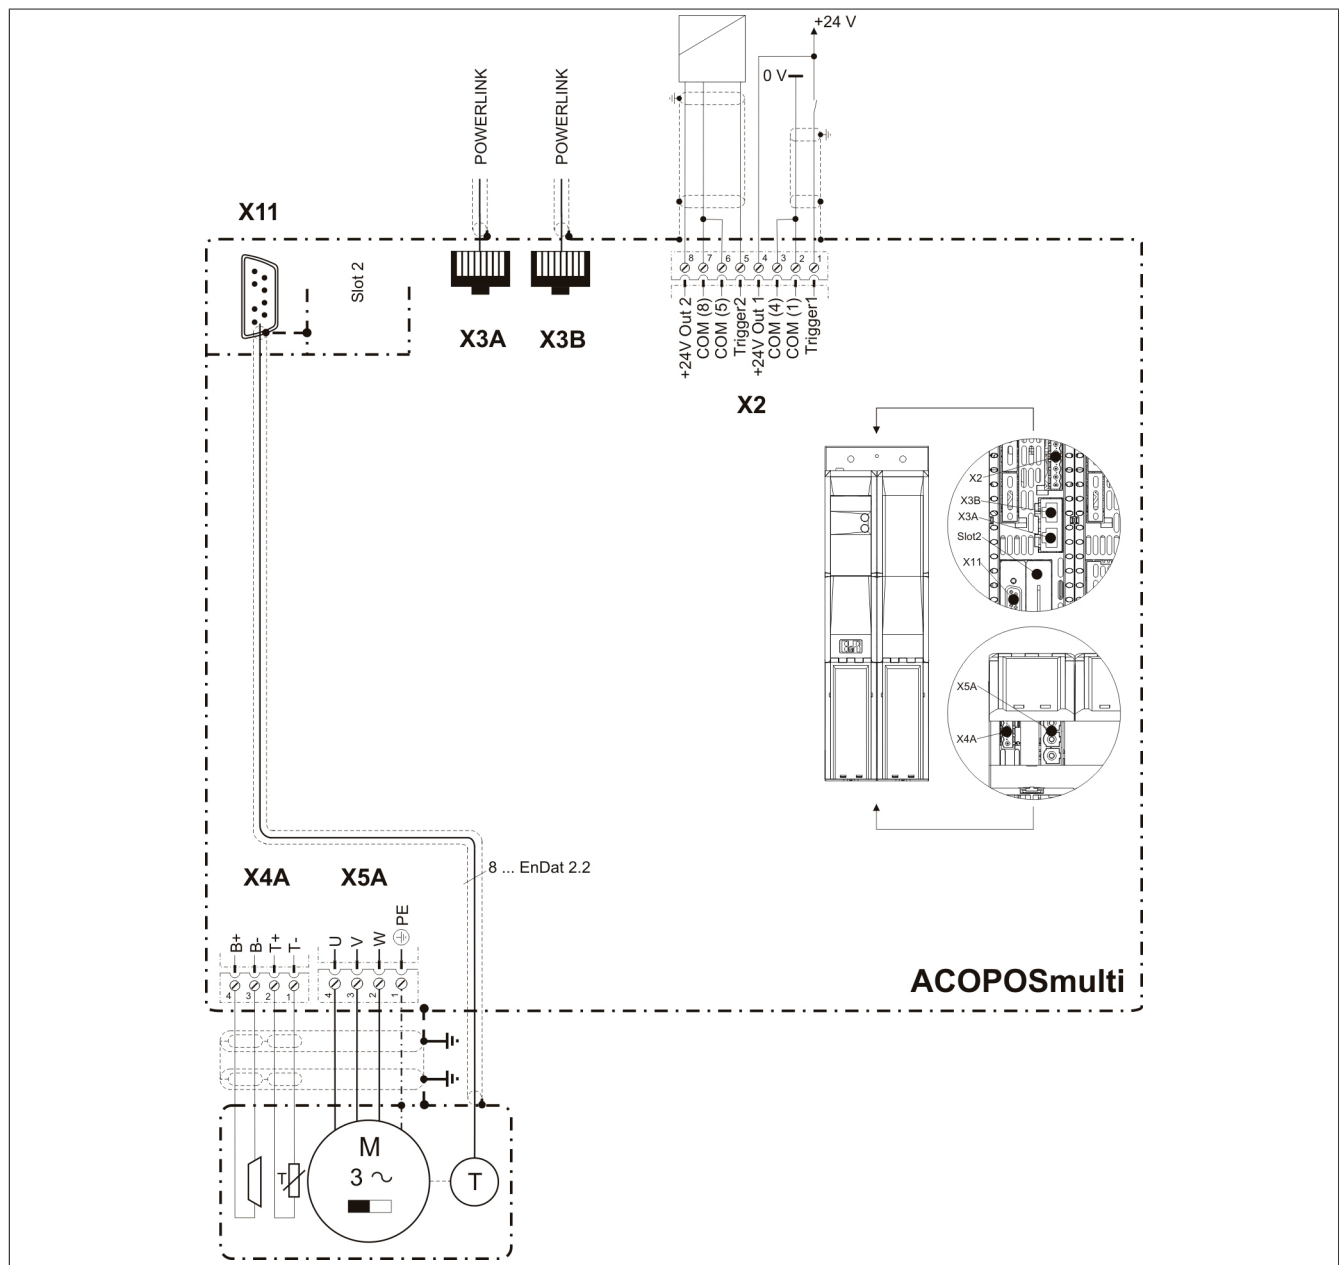 +24 V
0 V
POWERLINK
POWERLINK
X11
Slot 2
X3A
X3B
8 7 6 5 4 3 2 1
+24V Out 2
COM (8)
COM (5)
Trigger2
+24V Out 1
COM (4)
COM (1)
Trigger1
X2
X2
X3B
X3A
Slot2
X11
X5A
X4A
8 ... EnDat 2.2
X4A
X5A
B+
B-
T+
T-
U
V
W
PE
4 3 2 1
4 3 2 1
ACOPOSmulti
M
3 ~
T
T